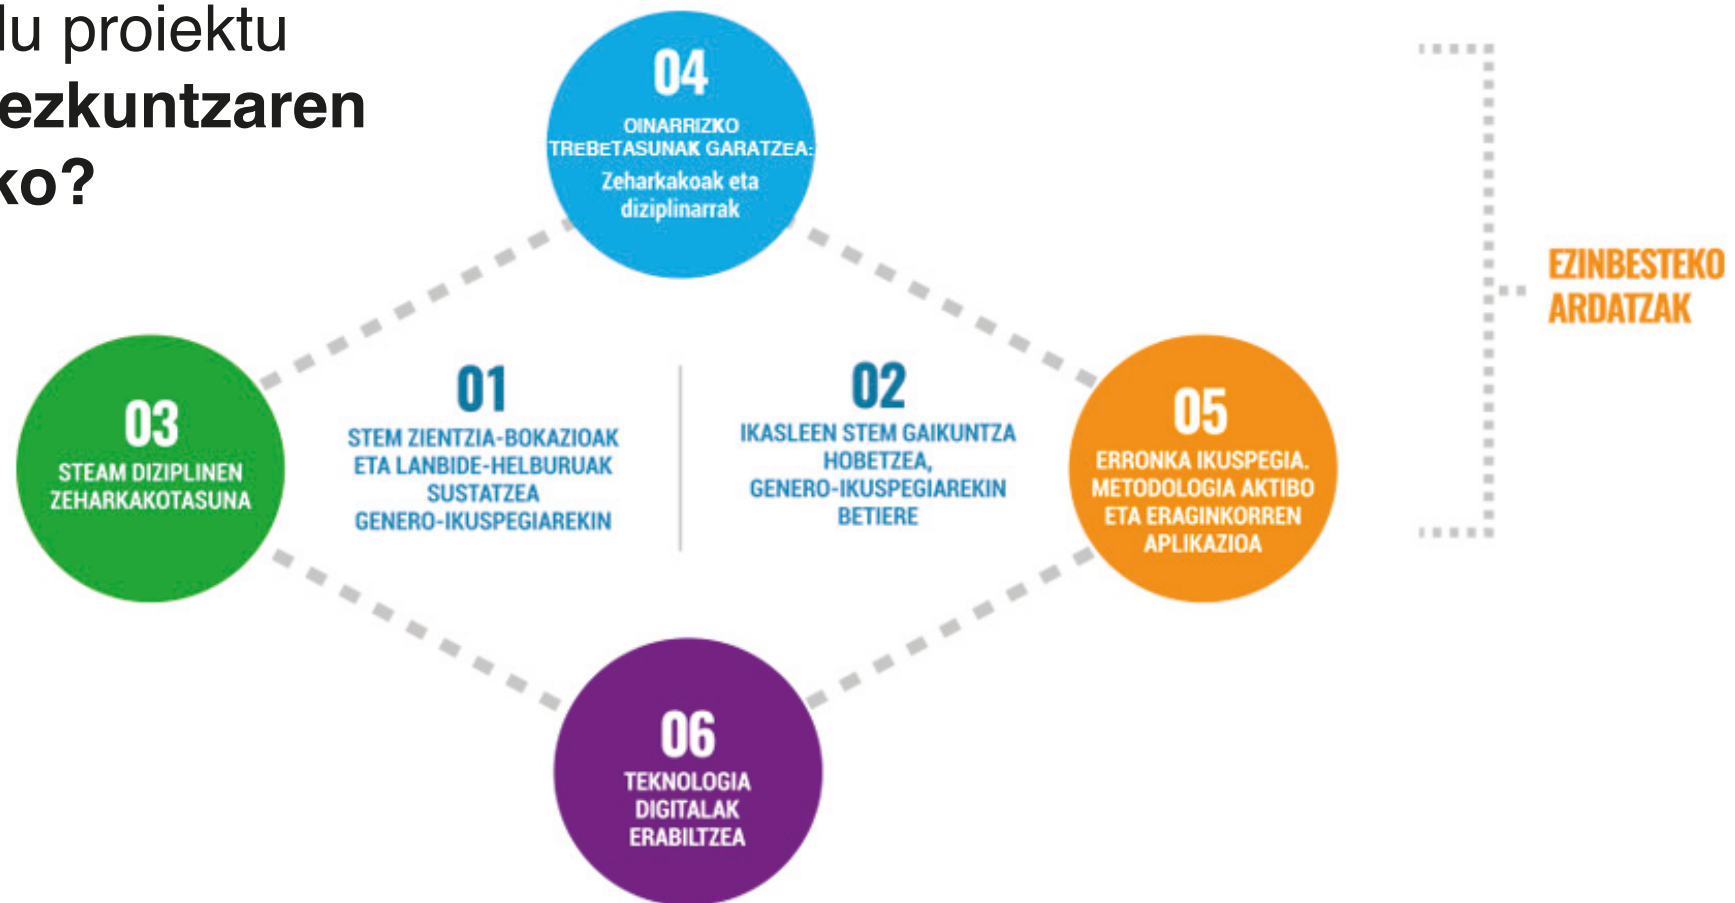 du proiektu
ezkuntzaren
ko?
04
OINARRIZKO
TREBETASUNAK GARATZEA:
Zeharkakoak eta
diziplinarrak
EZINBESTEKO
ARDATZAK
03
STEAM DIZIPLINEN
ZEHARKAKOTASUNA
01
STEM ZIENTZIA-BOKAZIOAK
ETA LANBIDE-HELBURUAK
SUSTATZEA
GENERO-IKUSPEGIAREKIN
02
IKASLEEN STEM GAIKUNTZA
HOBETZEA,
GENERO-IKUSPEGIAREKIN
BETIERE
05
ERRONKA IKUSPEGIA.
METODOLOGIA AKTIBO
ETA ERAGINKORREN
APLIKAZIOA
06
TEKNOLOGIA
DIGITALAK
ERABILTZEA